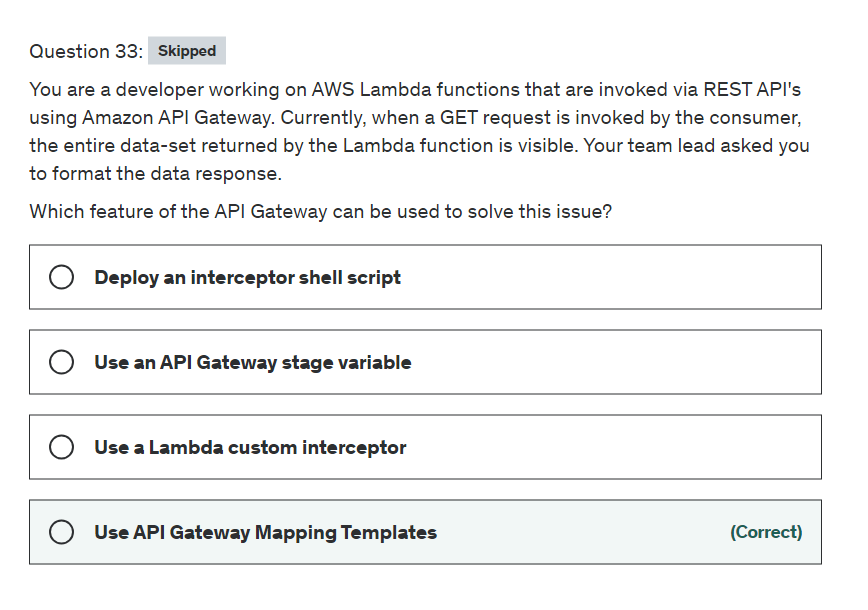 Question 33: Skipped
You are a developer working on AWS Lambda functions that are invoked via REST API's
using Amazon API Gateway. Currently, when a GET request is invoked by the consumer,
the entire data-set returned by the Lambda function is visible. Your team lead asked you
to format the data response.
Which feature of the API Gateway can be used to solve this issue?
Deploy an interceptor shell script
Use an API Gateway stage variable
Use a Lambda custom interceptor
Use API Gateway Mapping Templates (Correct)